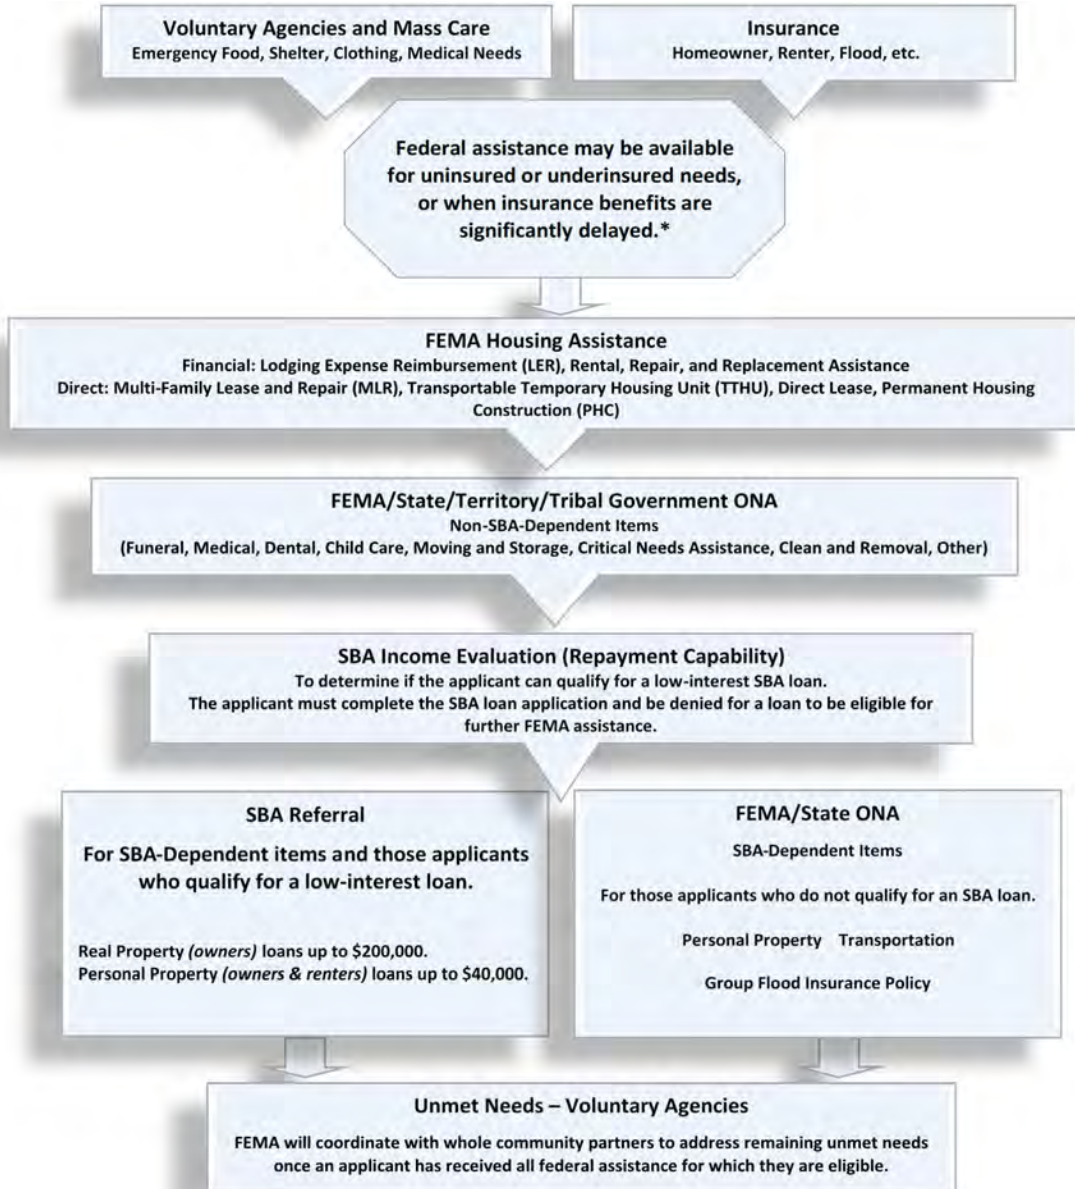 Voluntary Agencies and Mass Care
Emergency Food, Shelter, Clothing, Medical Needs
Insurance
Homeowner, Renter, Flood, etc.
Federal assistance may be available
for uninsured or underinsured needs,
or when insurance benefits are
significantly delayed.*
FEMA Housing Assistance
Financial: Lodging Expense Reimbursement (LER), Rental, Repair, and Replacement Assistance
Direct: Multi-Family Lease and Repair (MLR), Transportable Temporary Housing Unit (TTHU), Direct Lease, Permanent Housing
Construction (PHC)
FEMA/State/Territory/Tribal Government ONA
Non-SBA-Dependent Items
(Funeral, Medical, Dental, Child Care, Moving and Storage, Critical Needs Assistance, Clean and Removal, Other)
SBA Income Evaluation (Repayment Capability)
To determine if the applicant can qualify for a low-interest SBA loan.
The applicant must complete the SBA loan application and be denied for a loan to be eligible for
further FEMA assistance.
SBA Referral
For SBA-Dependent items and those applicants
who qualify for a low-interest loan.
Real Property (owners) loans up to $200,000.
Personal Property (owners & renters) loans up to $40,000.
FEMA/State ONA
SBA-Dependent Items
For those applicants who do not qualify for an SBA loan.
Personal Property Transportation
Group Flood Insurance Policy
Unmet Needs – Voluntary Agencies
FEMA will coordinate with whole community partners to address remaining unmet needs
once an applicant has received all federal assistance for which they are eligible.